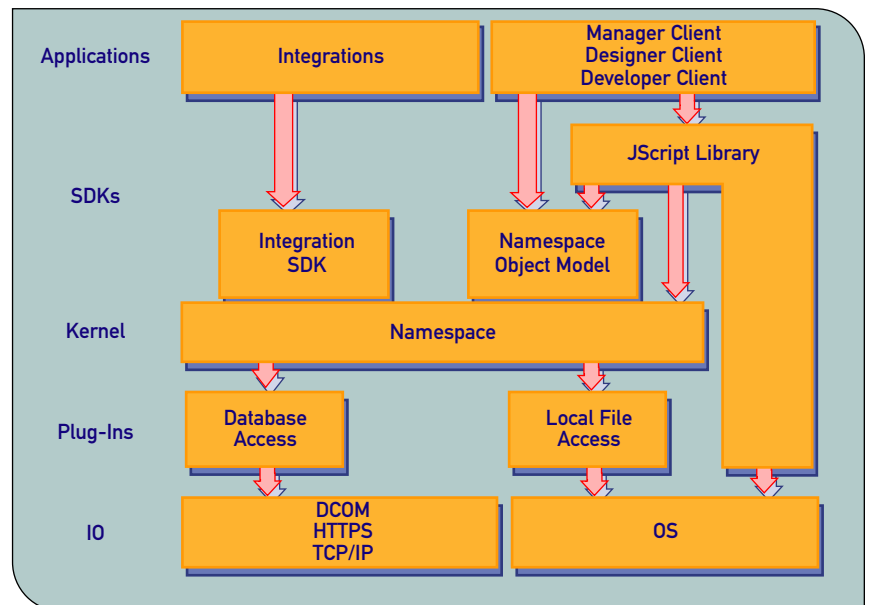 Applications
Integrations
Manager Client
Designer Client
Developer Client
JScript Library
SDKs
Integration
SDK
Namespace
Object Model
Kernel
Namespace
Plug-Ins
Database
Access
Local File
Access
IO
DCOM
HTTPS
TCP/IP
OS